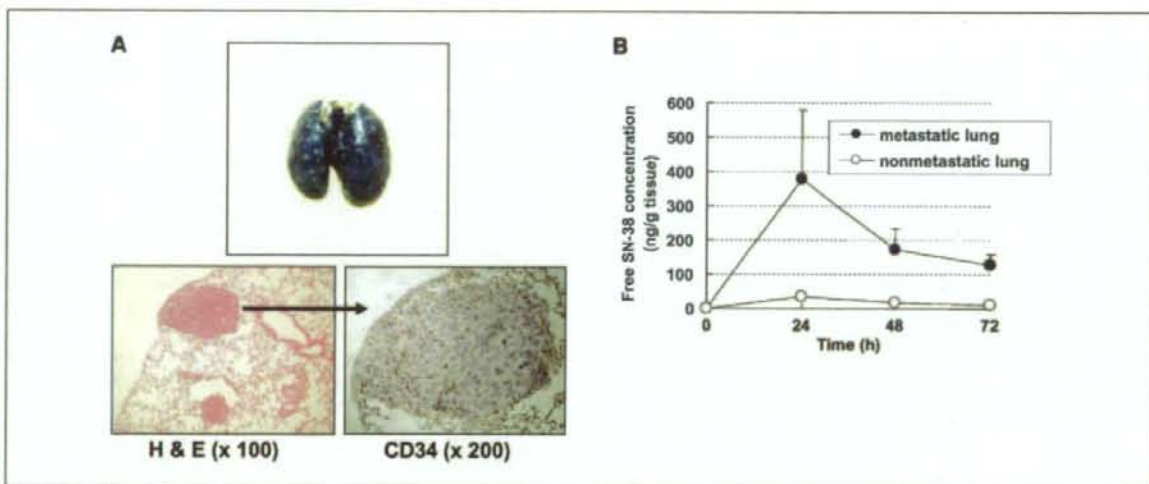 A
H & E (x 100)
CD34 (x 200)
B
Free SN-38 concentration
(ng/g tissue)
600
500
400
300
200
100
0
0 24 48 72
Time (h)
metastatic lung
nonmetastatic lung